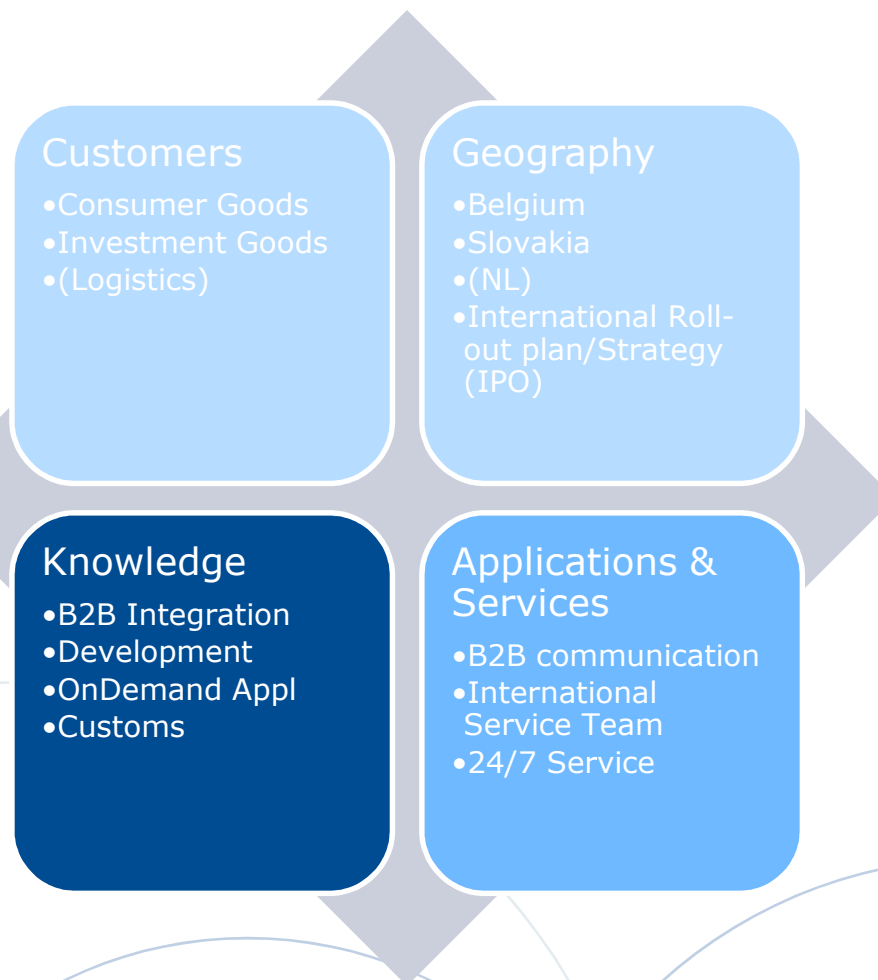 Customers
•Consumer Goods
•Investment Goods
•(Logistics)
Geography
•Belgium
•Slovakia
•(NL)
•International Roll-
out plan/Strategy
(IPO)
Knowledge
•B2B Integration
•Development
•OnDemand Appl
•Customs
Applications &
Services
•B2B communication
•International
Service Team
•24/7 Service